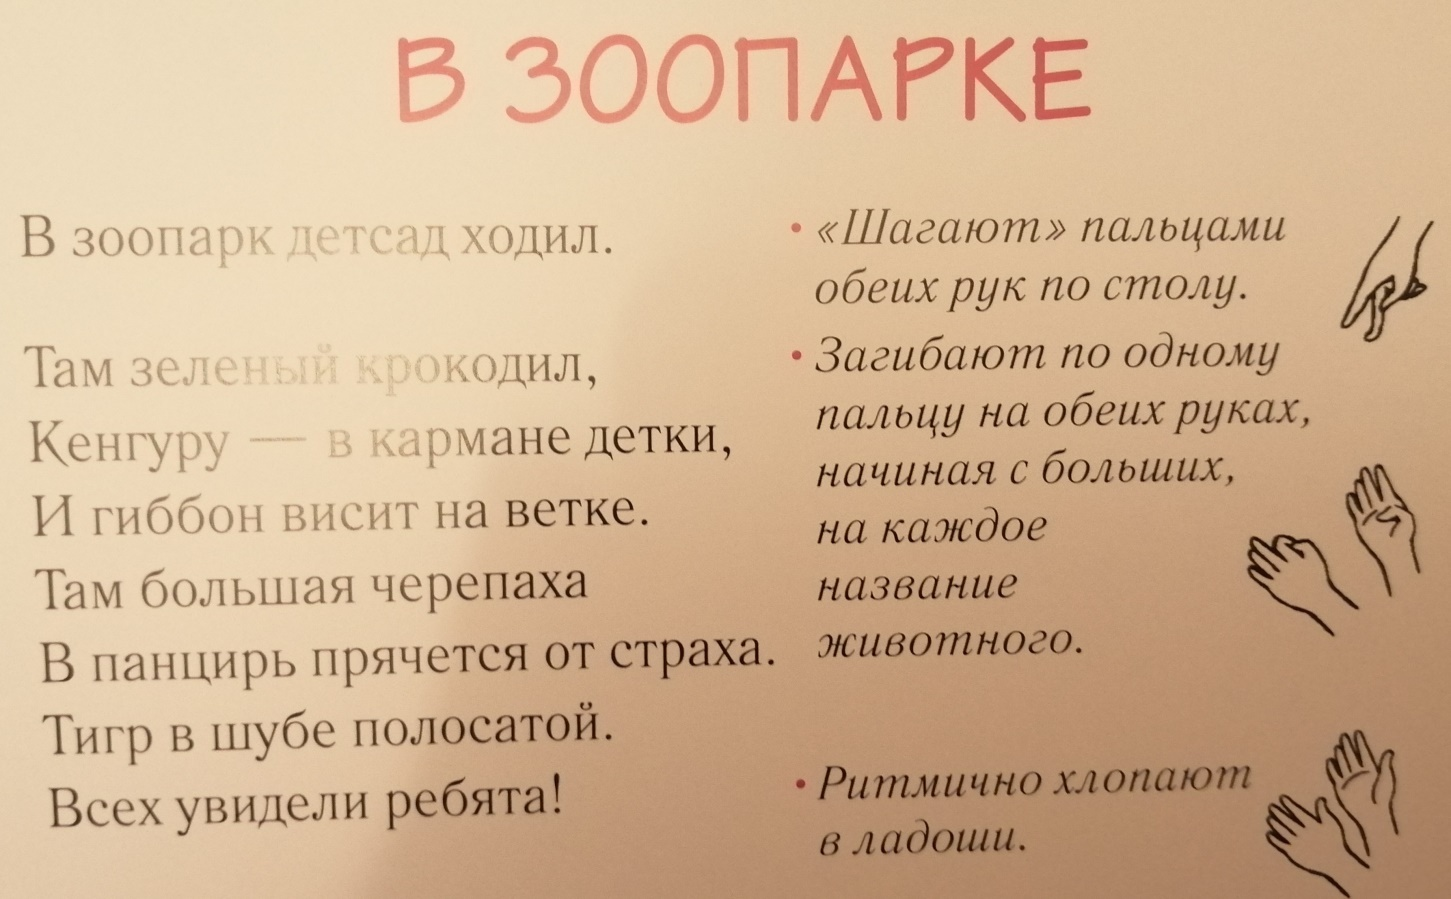 В ЗООПАРКЕ
В зоопарк детсад ходил.
Там зеленый крокодил,
Кенгуру — в кармане детки,
И гиббон висит на ветке.
Там большая черепаха
В панцирь прячется от страха.
Тигр в шубе полосатой.
Всех увидели ребята!
• «Шагают» пальцами
обеих рук по столу.
• Загибают по одному
пальцу на обеих руках,
начиная с больших,
на каждое
название
животного.
• Ритмично хлопают
в ладоши.